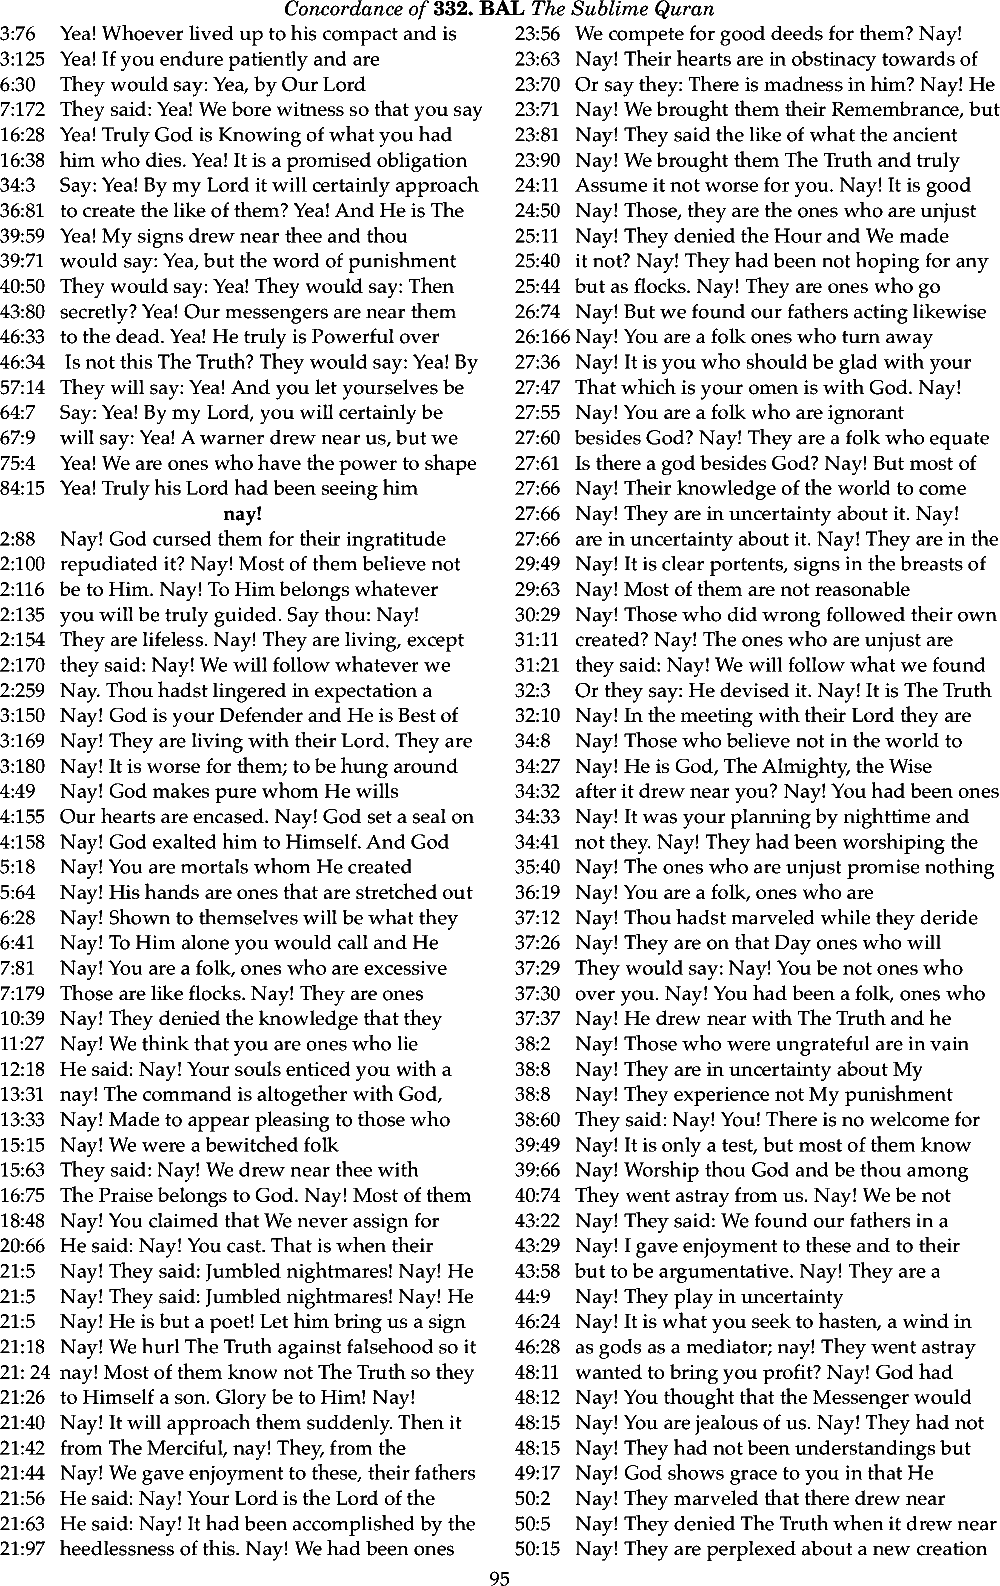 Concordance of 332. BAL The Sublime Quran
3:76 Yea! Whoever lived up to his compact and is
3:125 Yea! If you endure patiently and are
6:30 They would say: Yea, by Our Lord
7:172 They said: Yea! We bore witness so that you say
16:28 Yea! Truly God is Knowing of what you had
16:38 him who dies. Yea! It is a promised obligation
34:3 Say: Yea! By my Lord it will certainly approach
36:81 to create the like of them? Yea! And He is The
39:59 Yea! My signs drew near thee and thou
39:71 would say: Yea, but the word of punishment
40:50 They would say: Yea! They would say: Then
43:80 secretly? Yea! Our messengers are near them
46:33 to the dead. Yea! He truly is Powerful over
46:34 Is not this The Truth? They would say: Yea! By
57:14 They will say: Yea! And you let yourselves be
64:7 Say: Yea! By my Lord, you will certainly be
67:9 will say: Yea! A warner drew near us, but we
75:4 Yea! We are ones who have the power to shape
84:15 Yea! Truly his Lord had been seeing him
nay!
2:88 Nay! God cursed them for their ingratitude
2:100 repudiated it? Nay! Most of them believe not
2:116 be to Him. Nay! To Him belongs whatever
2:135 you will be truly guided. Say thou: Nay!
2:154 They are lifeless. Nay! They are living, except
2:170 they said: Nay! We will follow whatever we
2:259 Nay. Thou hadst lingered in expectation a
3:150 Nay! God is your Defender and He is Best of
3:169 Nay! They are living with their Lord. They are
3:180 Nay! It is worse for them; to be hung around
4:49 Nay! God makes pure whom He wills
4:155 Our hearts are encased. Nay! God set a seal on
4:158 Nay! God exalted him to Himself. And God
5:18 Nay! You are mortals whom He created
5:64 Nay! His hands are ones that are stretched out
6:28 Nay! Shown to themselves will be what they
6:41 Nay! To Him alone you would call and He
7:81 Nay! You are a folk, ones who are excessive
7:179 Those are like flocks. Nay! They are ones
10:39 Nay! They denied the knowledge that they
11:27 Nay! We think that you are ones who lie
12:18 He said: Nay! Your souls enticed you with a
13:31 nay! The command is altogether with God,
13:33 Nay! Made to appear pleasing to those who
15:15 Nay! We were a bewitched folk
15:63 They said: Nay! We drew near thee with
16:75 The Praise belongs to God. Nay! Most of them
18:48 Nay! You claimed that We never assign for
20:66 He said: Nay! You cast. That is when their
21:5 Nay! They said: Jumbled nightmares! Nay! He
21:5 Nay! They said: Jumbled nightmares! Nay! He
21:5 Nay! He is but a poet! Let him bring us a sign
21:18 Nay! We hurl The Truth against falsehood so it
21: 24 nay! Most of them know not The Truth so they
21:26 to Himself a son. Glory be to Him! Nay!
21:40 Nay! It will approach them suddenly. Then it
21:42 from The Merciful, nay! They, from the
21:44 Nay! We gave enjoyment to these, their fathers
21:56 He said: Nay! Your Lord is the Lord of the
21:63 He said: Nay! It had been accomplished by the
21:97 heedlessness of this. Nay! We had been ones
23:56 We compete for good deeds for them? Nay!
23:63 Nay! Their hearts are in obstinacy towards of
23:70 Or say they: There is madness in him? Nay! He
23:71 Nay! We brought them their Remembrance, but
23:81 Nay! They said the like of what the ancient
23:90 Nay! We brought them The Truth and truly
24:11 Assume it not worse for you. Nay! It is good
24:50 Nay! Those, they are the ones who are unjust
25:11 Nay! They denied the Hour and We made
25:40 it not? Nay! They had been not hoping for any
25:44 but as flocks. Nay! They are ones who go
26:74 Nay! But we found our fathers acting likewise
26:166 Nay! You are a folk ones who turn away
27:36 Nay! It is you who should be glad with your
27:47 That which is your omen is with God. Nay!
27:55 Nay! You are a folk who are ignorant
27:60 besides God? Nay! They are a folk who equate
27:61 Is there a god besides God? Nay! But most of
27:66 Nay! Their knowledge of the world to come
27:66 Nay! They are in uncertainty about it. Nay!
27:66 are in uncertainty about it. Nay! They are in the
29:49 Nay! It is clear portents, signs in the breasts of
29:63 Nay! Most of them are not reasonable
30:29 Nay! Those who did wrong followed their own
31:11 created? Nay! The ones who are unjust are
31:21 they said: Nay! We will follow what we found
32:3 Or they say: He devised it. Nay! It is The Truth
32:10 Nay! In the meeting with their Lord they are
34:8 Nay! Those who believe not in the world to
34:27 Nay! He is God, The Almighty, the Wise
34:32 after it drew near you? Nay! You had been ones
34:33 Nay! It was your planning by nighttime and
34:41 not they. Nay! They had been worshiping the
35:40 Nay! The ones who are unjust promise nothing
36:19 Nay! You are a folk, ones who are
37:12 Nay! Thou hadst marveled while they deride
37:26 Nay! They are on that Day ones who will
37:29 They would say: Nay! You be not ones who
37:30 over you. Nay! You had been a folk, ones who
37:37 Nay! He drew near with The Truth and he
38:2 Nay! Those who were ungrateful are in vain
38:8 Nay! They are in uncertainty about My
38:8 Nay! They experience not My punishment
38:60 They said: Nay! You! There is no welcome for
39:49 Nay! It is only a test, but most of them know
39:66 Nay! Worship thou God and be thou among
40:74 They went astray from us. Nay! We be not
43:22 Nay! They said: We found our fathers in a
43:29 Nay! I gave enjoyment to these and to their
43:58 but to be argumentative. Nay! They are a
44:9 Nay! They play in uncertainty
46:24 Nay! It is what you seek to hasten, a wind in
46:28 as gods as a mediator; nay! They went astray
48:11 wanted to bring you profit? Nay! God had
48:12 Nay! You thought that the Messenger would
48:15 Nay! You are jealous of us. Nay! They had not
48:15 Nay! They had not been understandings but
49:17 Nay! God shows grace to you in that He
50:2 Nay! They marveled that there drew near
50:5 Nay! They denied The Truth when it drew near
50:15 Nay! They are perplexed about a new creation
95